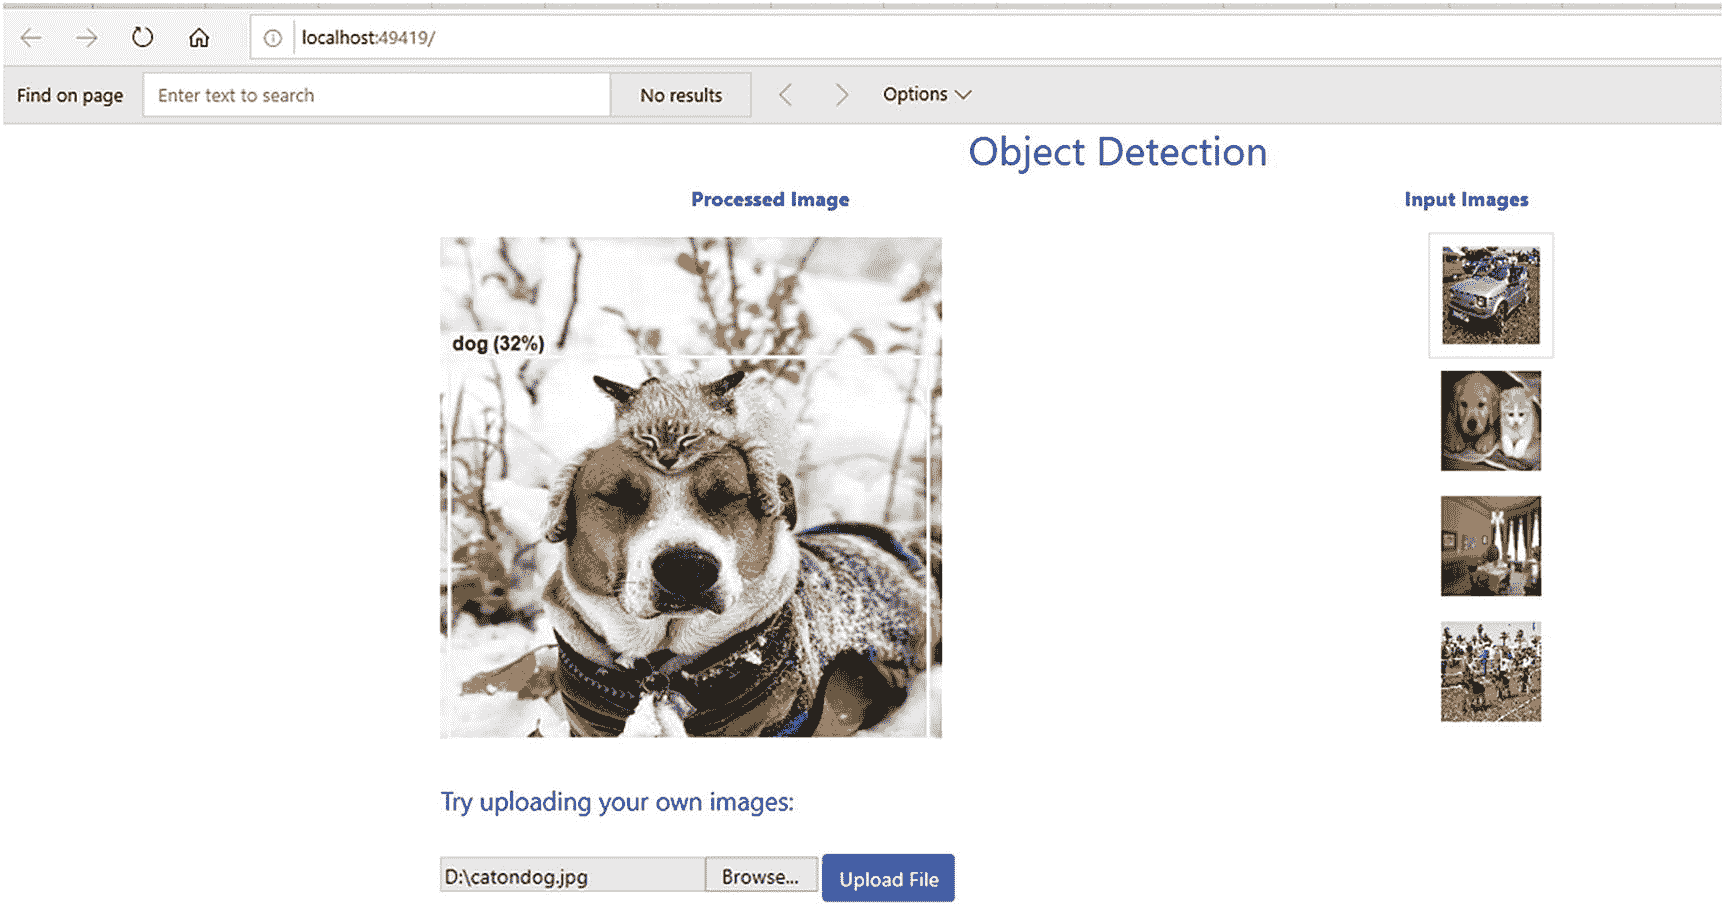 localhost:49419/
Find on page
Enter text to search
No results
Options
Object Detection
Processed Image
Input Images
dog (32%)
Try uploading your own images:
D:\catondog.jpg
Browse...
Upload File